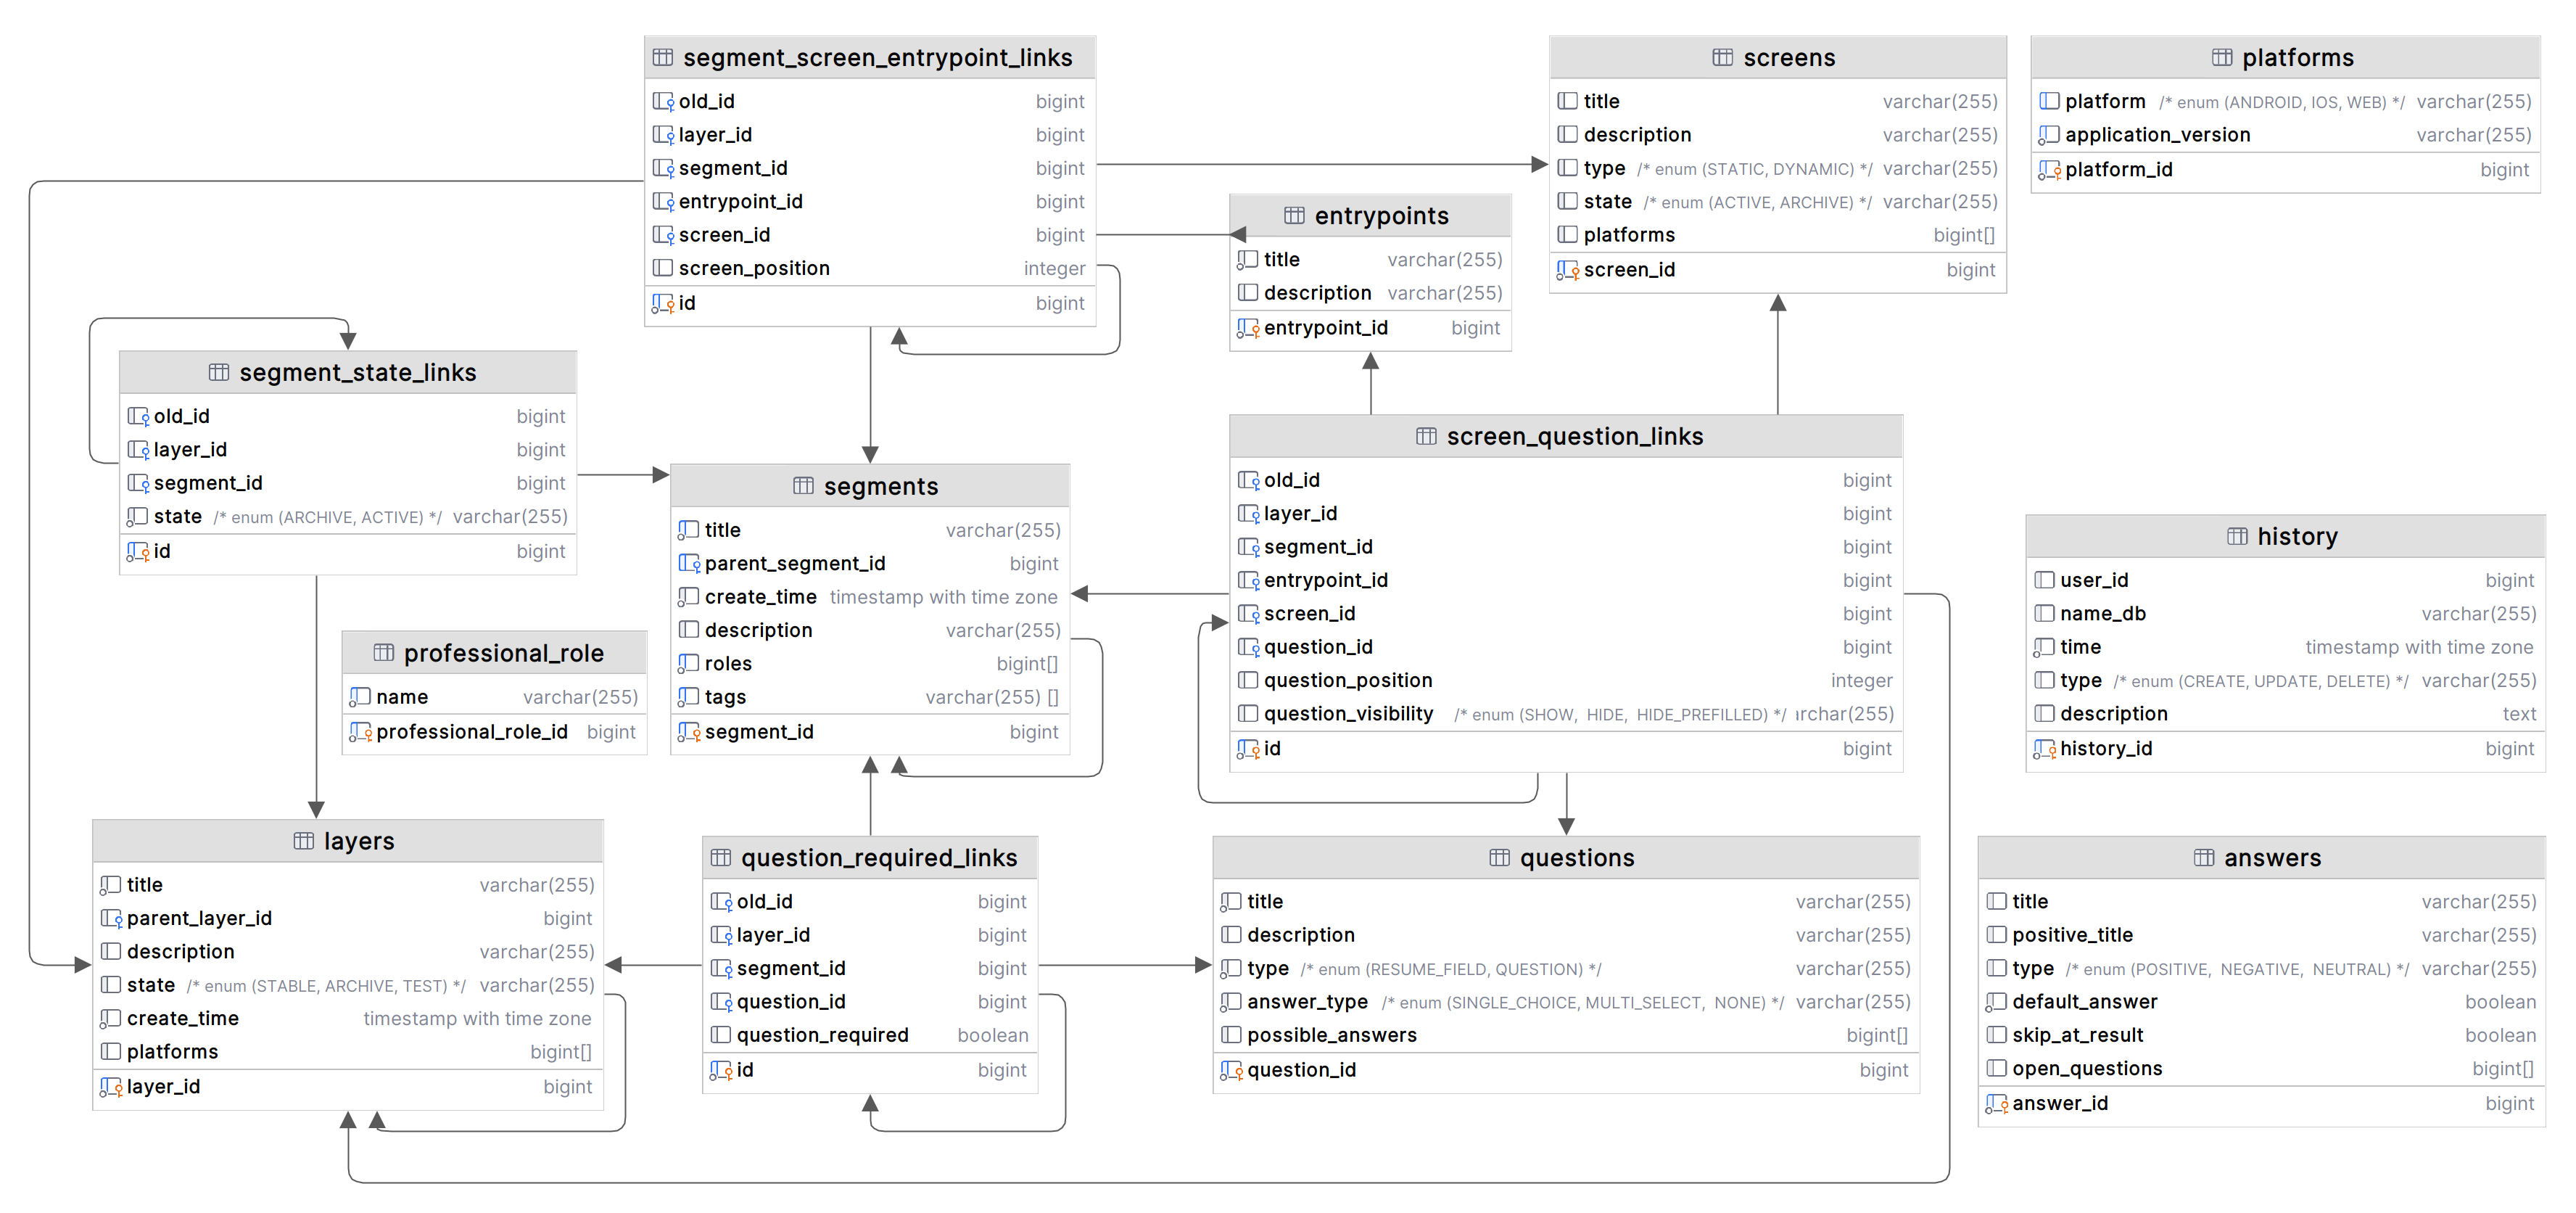 segment_screen_entrypoint_links
old_id bigint
layer_id bigint
segment_id bigint
entrypoint_id bigint
screen_id bigint
screen_position integer
id bigint
screens
title varchar(255)
description varchar(255)
type /* enum (STATIC, DYNAMIC) */ varchar(255)
state /* enum (ACTIVE, ARCHIVE) */ varchar(255)
platforms bigint[]
screen_id bigint
platforms
platform /* enum (ANDROID, IOS, WEB) */ varchar(255)
application_version varchar(255)
platform_id bigint
entrypoints
title varchar(255)
description varchar(255)
entrypoint_id bigint
segment_state_links
old_id bigint
layer_id bigint
segment_id bigint
state /* enum (ARCHIVE, ACTIVE) */ varchar(255)
id bigint
segments
title varchar(255)
parent_segment_id bigint
create_time timestamp with time zone
description varchar(255)
roles bigint[]
tags varchar(255) []
segment_id bigint
screen_question_links
old_id bigint
layer_id bigint
segment_id bigint
entrypoint_id bigint
screen_id bigint
question_id bigint
question_position integer
question_visibility /* enum (SHOW, HIDE, HIDE_PREFILLED) */ rchar(255)
id bigint
history
user_id bigint
name_db varchar(255)
time timestamp with time zone
type /* enum (CREATE, UPDATE, DELETE) */ varchar(255)
description text
history_id bigint
professional_role
name varchar(255)
professional_role_id bigint
layers
title varchar(255)
parent_layer_id bigint
description varchar(255)
state /* enum (STABLE, ARCHIVE, TEST) */ varchar(255)
create_time timestamp with time zone
platforms bigint[]
layer_id bigint
question_required_links
old_id bigint
layer_id bigint
segment_id bigint
question_id bigint
question_required boolean
id bigint
questions
title varchar(255)
description varchar(255)
type /* enum (RESUME_FIELD, QUESTION) */ varchar(255)
answer_type /* enum (SINGLE_CHOICE, MULTI_SELECT, NONE) */ varchar(255)
possible_answers bigint[]
question_id bigint
answers
title varchar(255)
positive_title varchar(255)
type /* enum (POSITIVE, NEGATIVE, NEUTRAL) */ varchar(255)
default_answer boolean
skip_at_result boolean
open_questions bigint[]
answer_id bigint